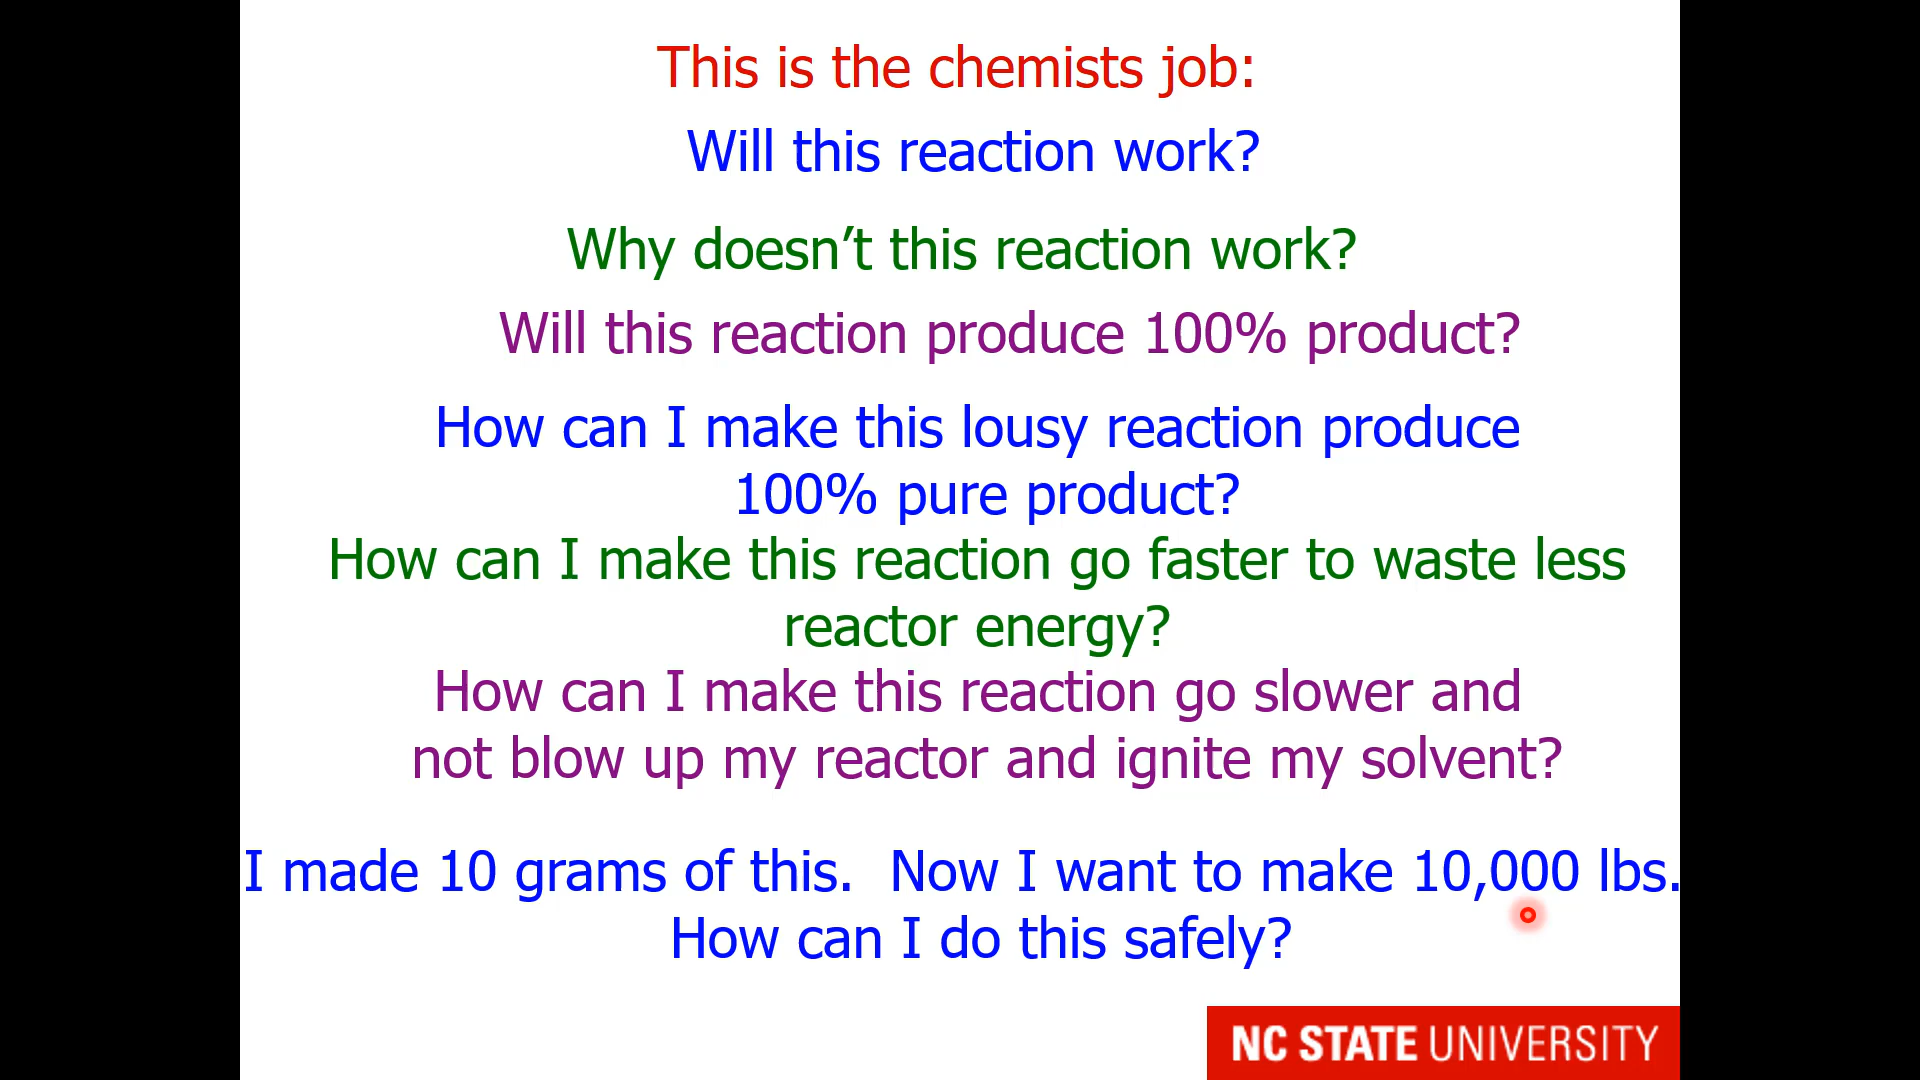 This is the chemists job:
Will this reaction work?
Why doesn’t this reaction work?
Will this reaction produce 100% product?
How can I make this lousy reaction produce
100% pure product?
How can I make this reaction go faster to waste less
reactor energy?
How can I make this reaction go slower and
not blow up my reactor and ignite my solvent?
I made 10 grams of this.  Now I want to make 10,000 lbs.
How can I do this safely?
NC STATE UNIVERSITY